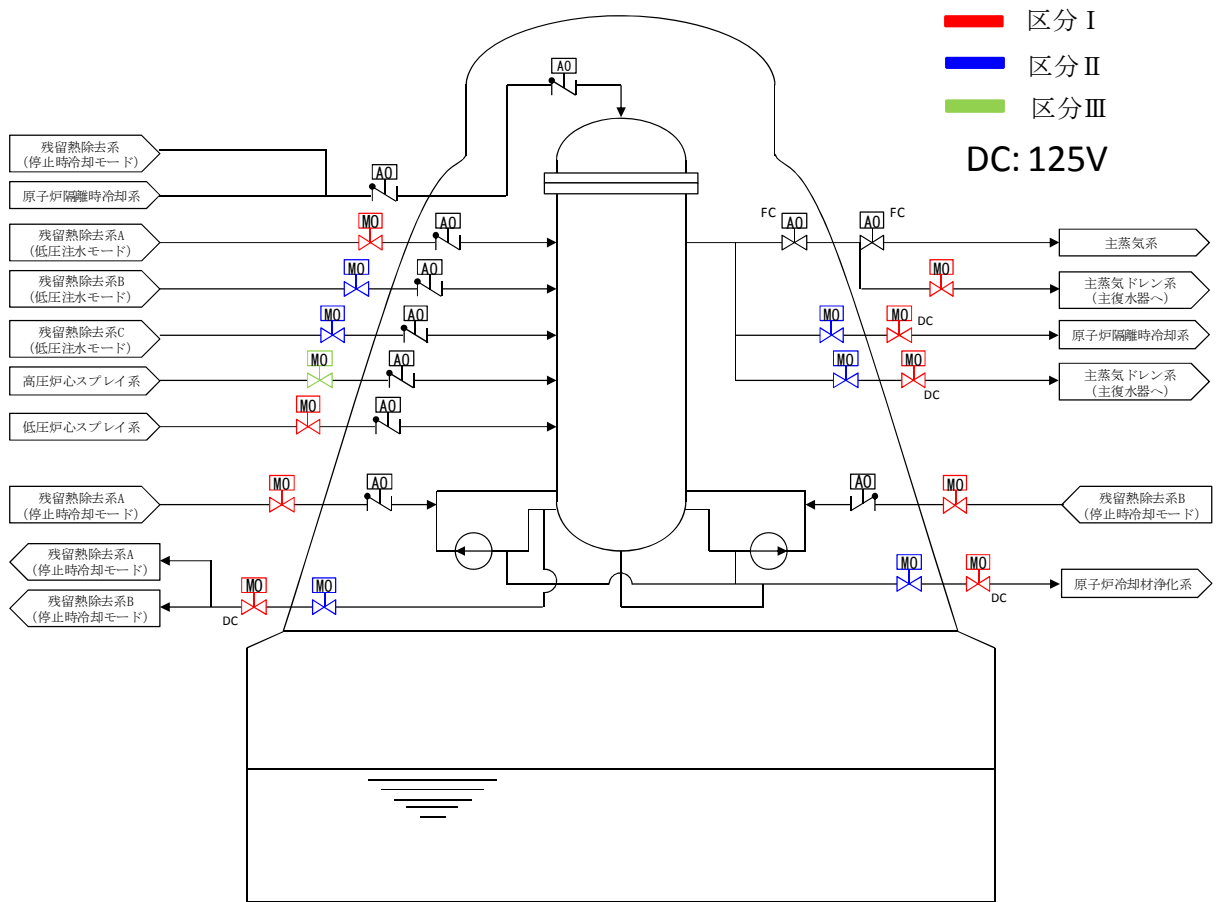 区分Ⅰ
区分Ⅱ
区分Ⅲ
DC: 125V
AO
残留熱除去系
(停止時冷却モード)
原子炉隔離時冷却系
AO
残留熱除去系A
(低圧注水モード)
MO
AO
FC
AO
AO
FC
主蒸気系
残留熱除去系B
(低圧注水モード)
MO
AO
MO
主蒸気ドレン系
(主復水器へ)
残留熱除去系C
(低圧注水モード)
MO
AO
MO
MO
DC
原子炉隔離時冷却系
高圧炉心スプレイ系
MO
AO
MO
MO
DC
主蒸気ドレン系
(主復水器へ)
低圧炉心スプレイ系
MO
AO
残留熱除去系A
(停止時冷却モード)
MO
AO
AO
MO
残留熱除去系B
(停止時冷却モード)
残留熱除去系A
(停止時冷却モード)
残留熱除去系B
(停止時冷却モード)
DC
MO
MO
MO
MO
DC
原子炉冷却材浄化系